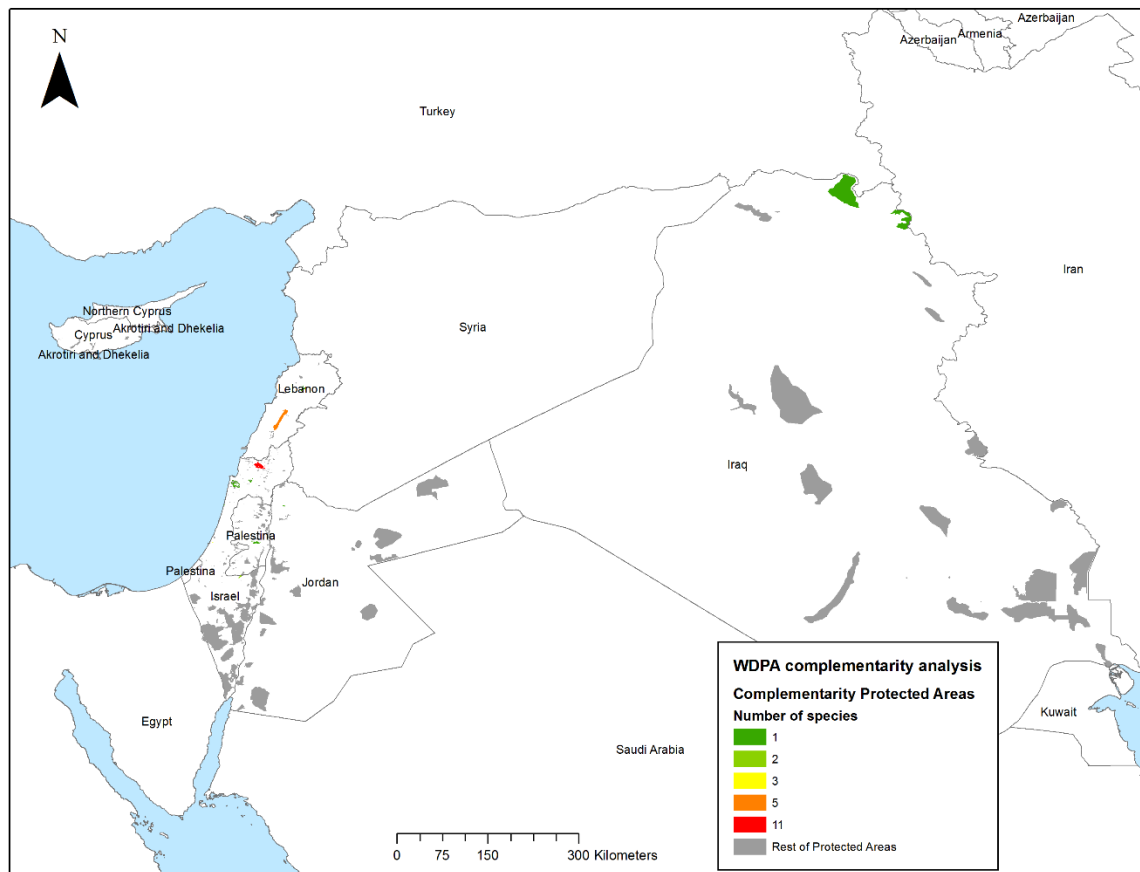 Azerbaijan
Azerbaijan
Armenia
N
Turkey
Iran
Northern Cyprus
Akrotiri and Dhekelia
Cyprus
Akrotiri and Dhekelia
Syria
Lebanon
Iraq
Palestina
Palestina
Jordan
Israel
Egypt
Saudi Arabia
Kuwait
WDPA complementarity analysis
Complementarity Protected Areas
Number of species
1
2
3
5
11
Rest of Protected Areas
0 75 150 300 Kilometers